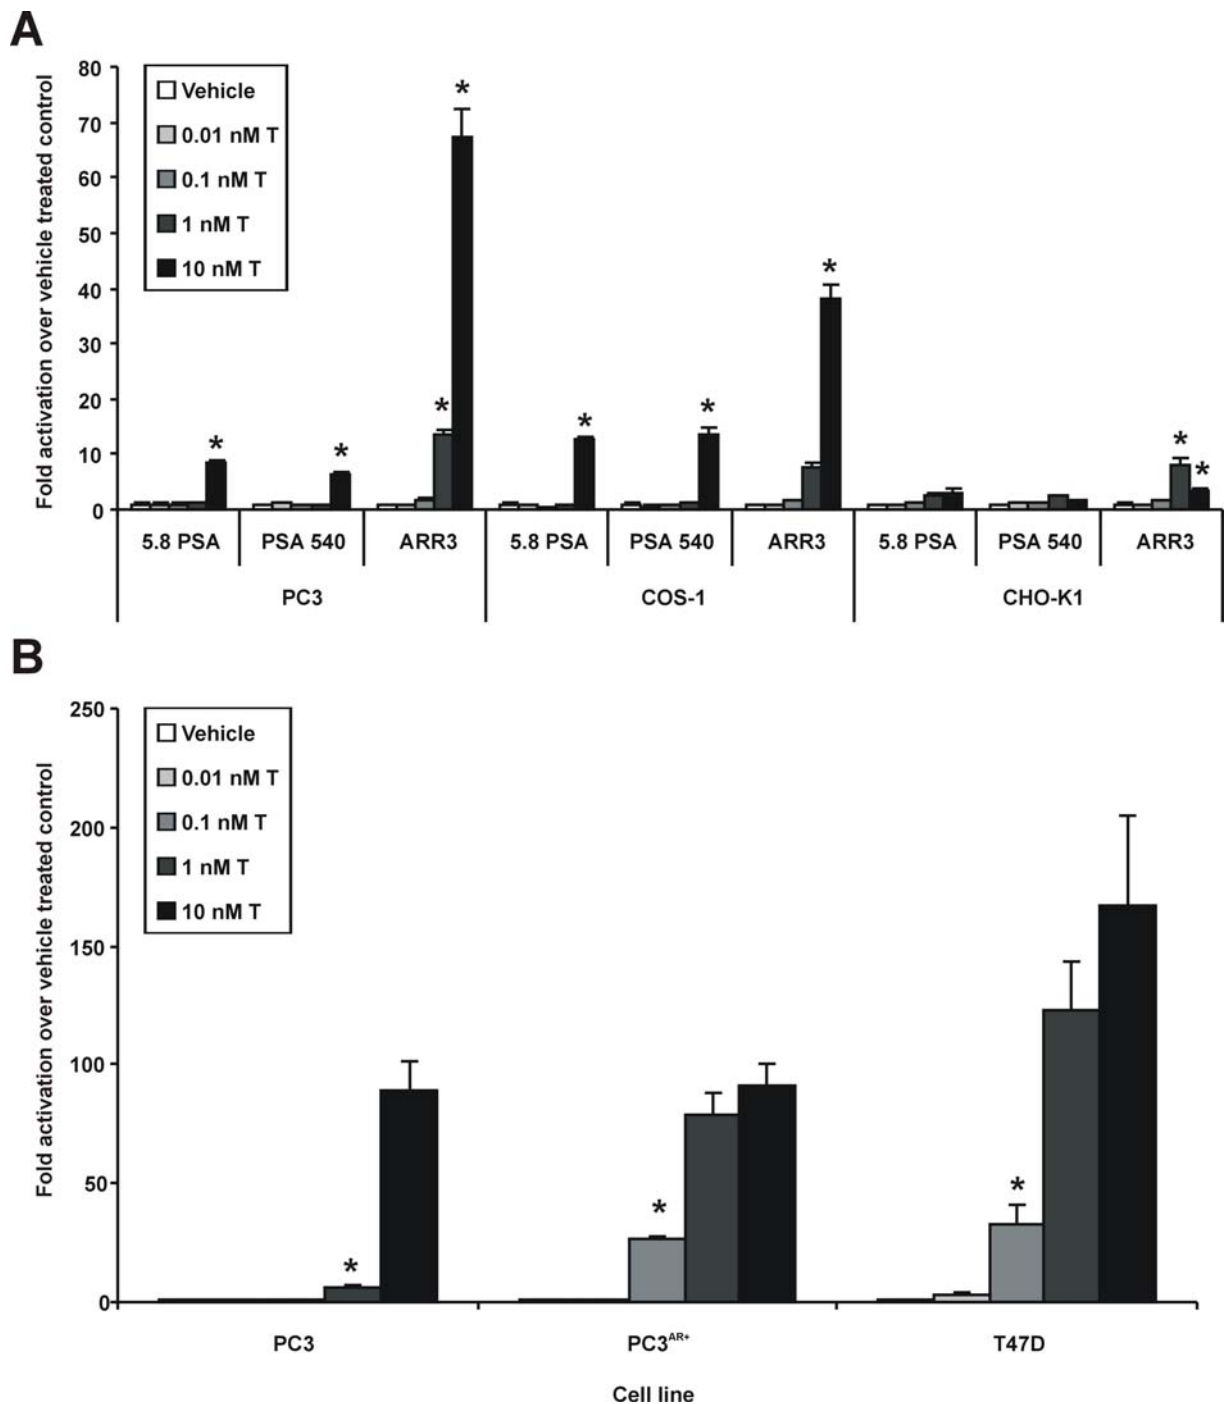 A
Fold activation over vehicle treated control
80
70
60
50
40
30
20
10
0
Vehicle
0.01 nM T
0.1 nM T
1 nM T
10 nM T
* * * * * * * * *
5.8 PSA PSA 540 ARR3 5.8 PSA PSA 540 ARR3 5.8 PSA PSA 540 ARR3
PC3 COS-1 CHO-K1
B
Fold activation over vehicle treated control
250
200
150
100
50
0
Vehicle
0.01 nM T
0.1 nM T
1 nM T
10 nM T
* * *
PC3 PC3ᴬᴿ⁺ T47D
Cell line